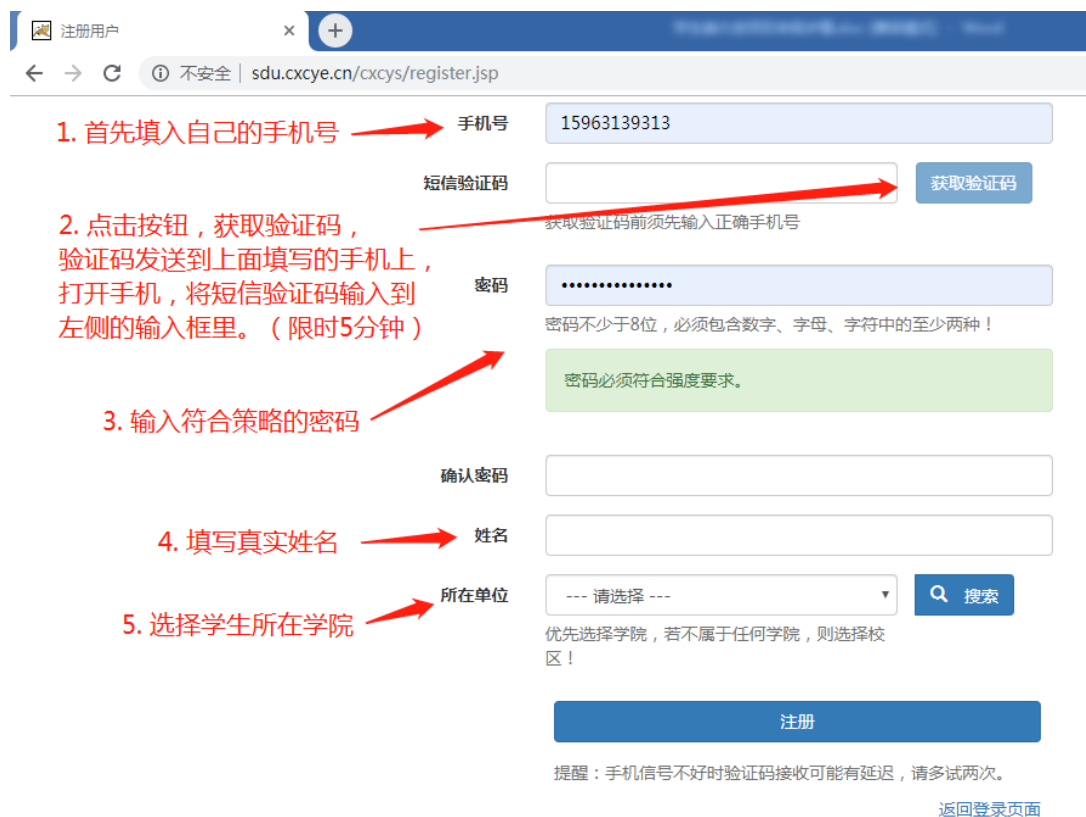 注册用户
不安全 | sdu.cxcye.cn/cxcys/register.jsp
1. 首先填入自己的手机号
手机号
15963139313
短信验证码
获取验证码
获取验证码前须先输入正确手机号
2. 点击按钮，获取验证码，
验证码发送到上面填写的手机上，
打开手机，将短信验证码输入到
左侧的输入框里。（限时5分钟）
密码
•••••••••••••••
密码不少于8位，必须包含数字、字母、字符中的至少两种！
密码必须符合强度要求。
3. 输入符合策略的密码
确认密码
4. 填写真实姓名
姓名
5. 选择学生所在学院
所在单位
--- 请选择 ---
搜索
优先选择学院，若不属于任何学院，则选择校
区！
注册
提醒：手机信号不好时验证码接收可能有延迟，请多试两次。
返回登录页面